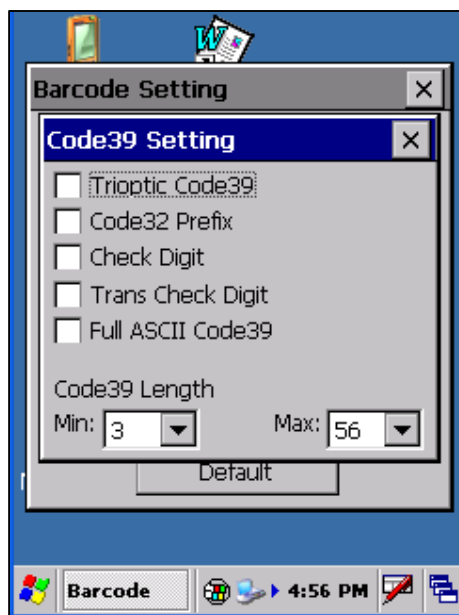 Barcode Setting
Code39 Setting
Trioptic Code39
Code32 Prefix
Check Digit
Trans Check Digit
Full ASCII Code39
Code39 Length
Min: 3 Max: 56
Default
Barcode 4:56 PM